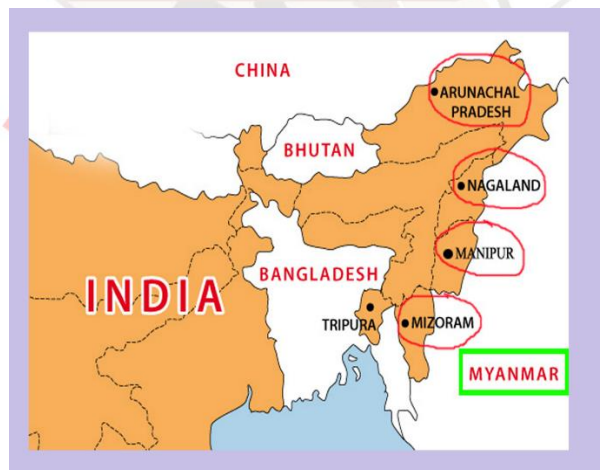 CHINA
ARUNACHAL
PRADESH
BHUTAN
NAGALAND
MANIPUR
BANGLADESH
INDIA
TRIPURA
MIZORAM
MYANMAR